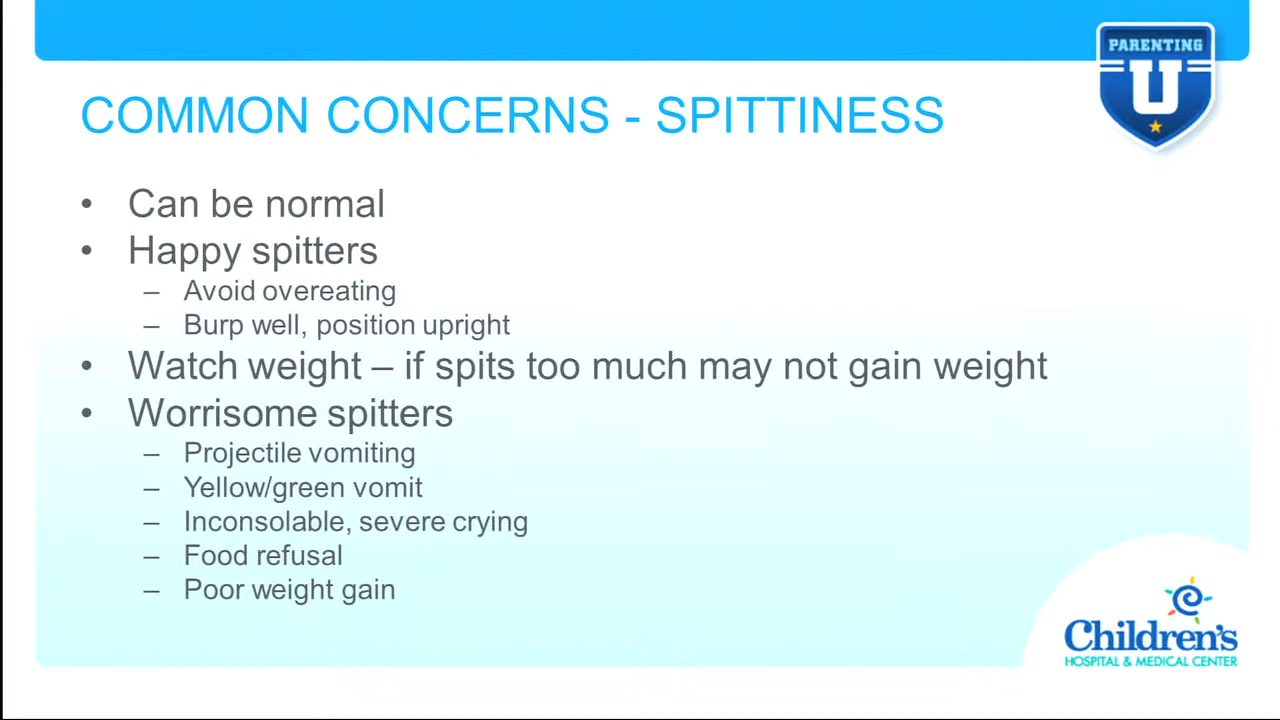 PARENTING
U
COMMON CONCERNS - SPITTINESS
• Can be normal
• Happy spitters
– Avoid overeating
– Burp well, position upright
• Watch weight – if spits too much may not gain weight
• Worrisome spitters
– Projectile vomiting
– Yellow/green vomit
– Inconsolable, severe crying
– Food refusal
– Poor weight gain
Children's
HOSPITAL & MEDICAL CENTER